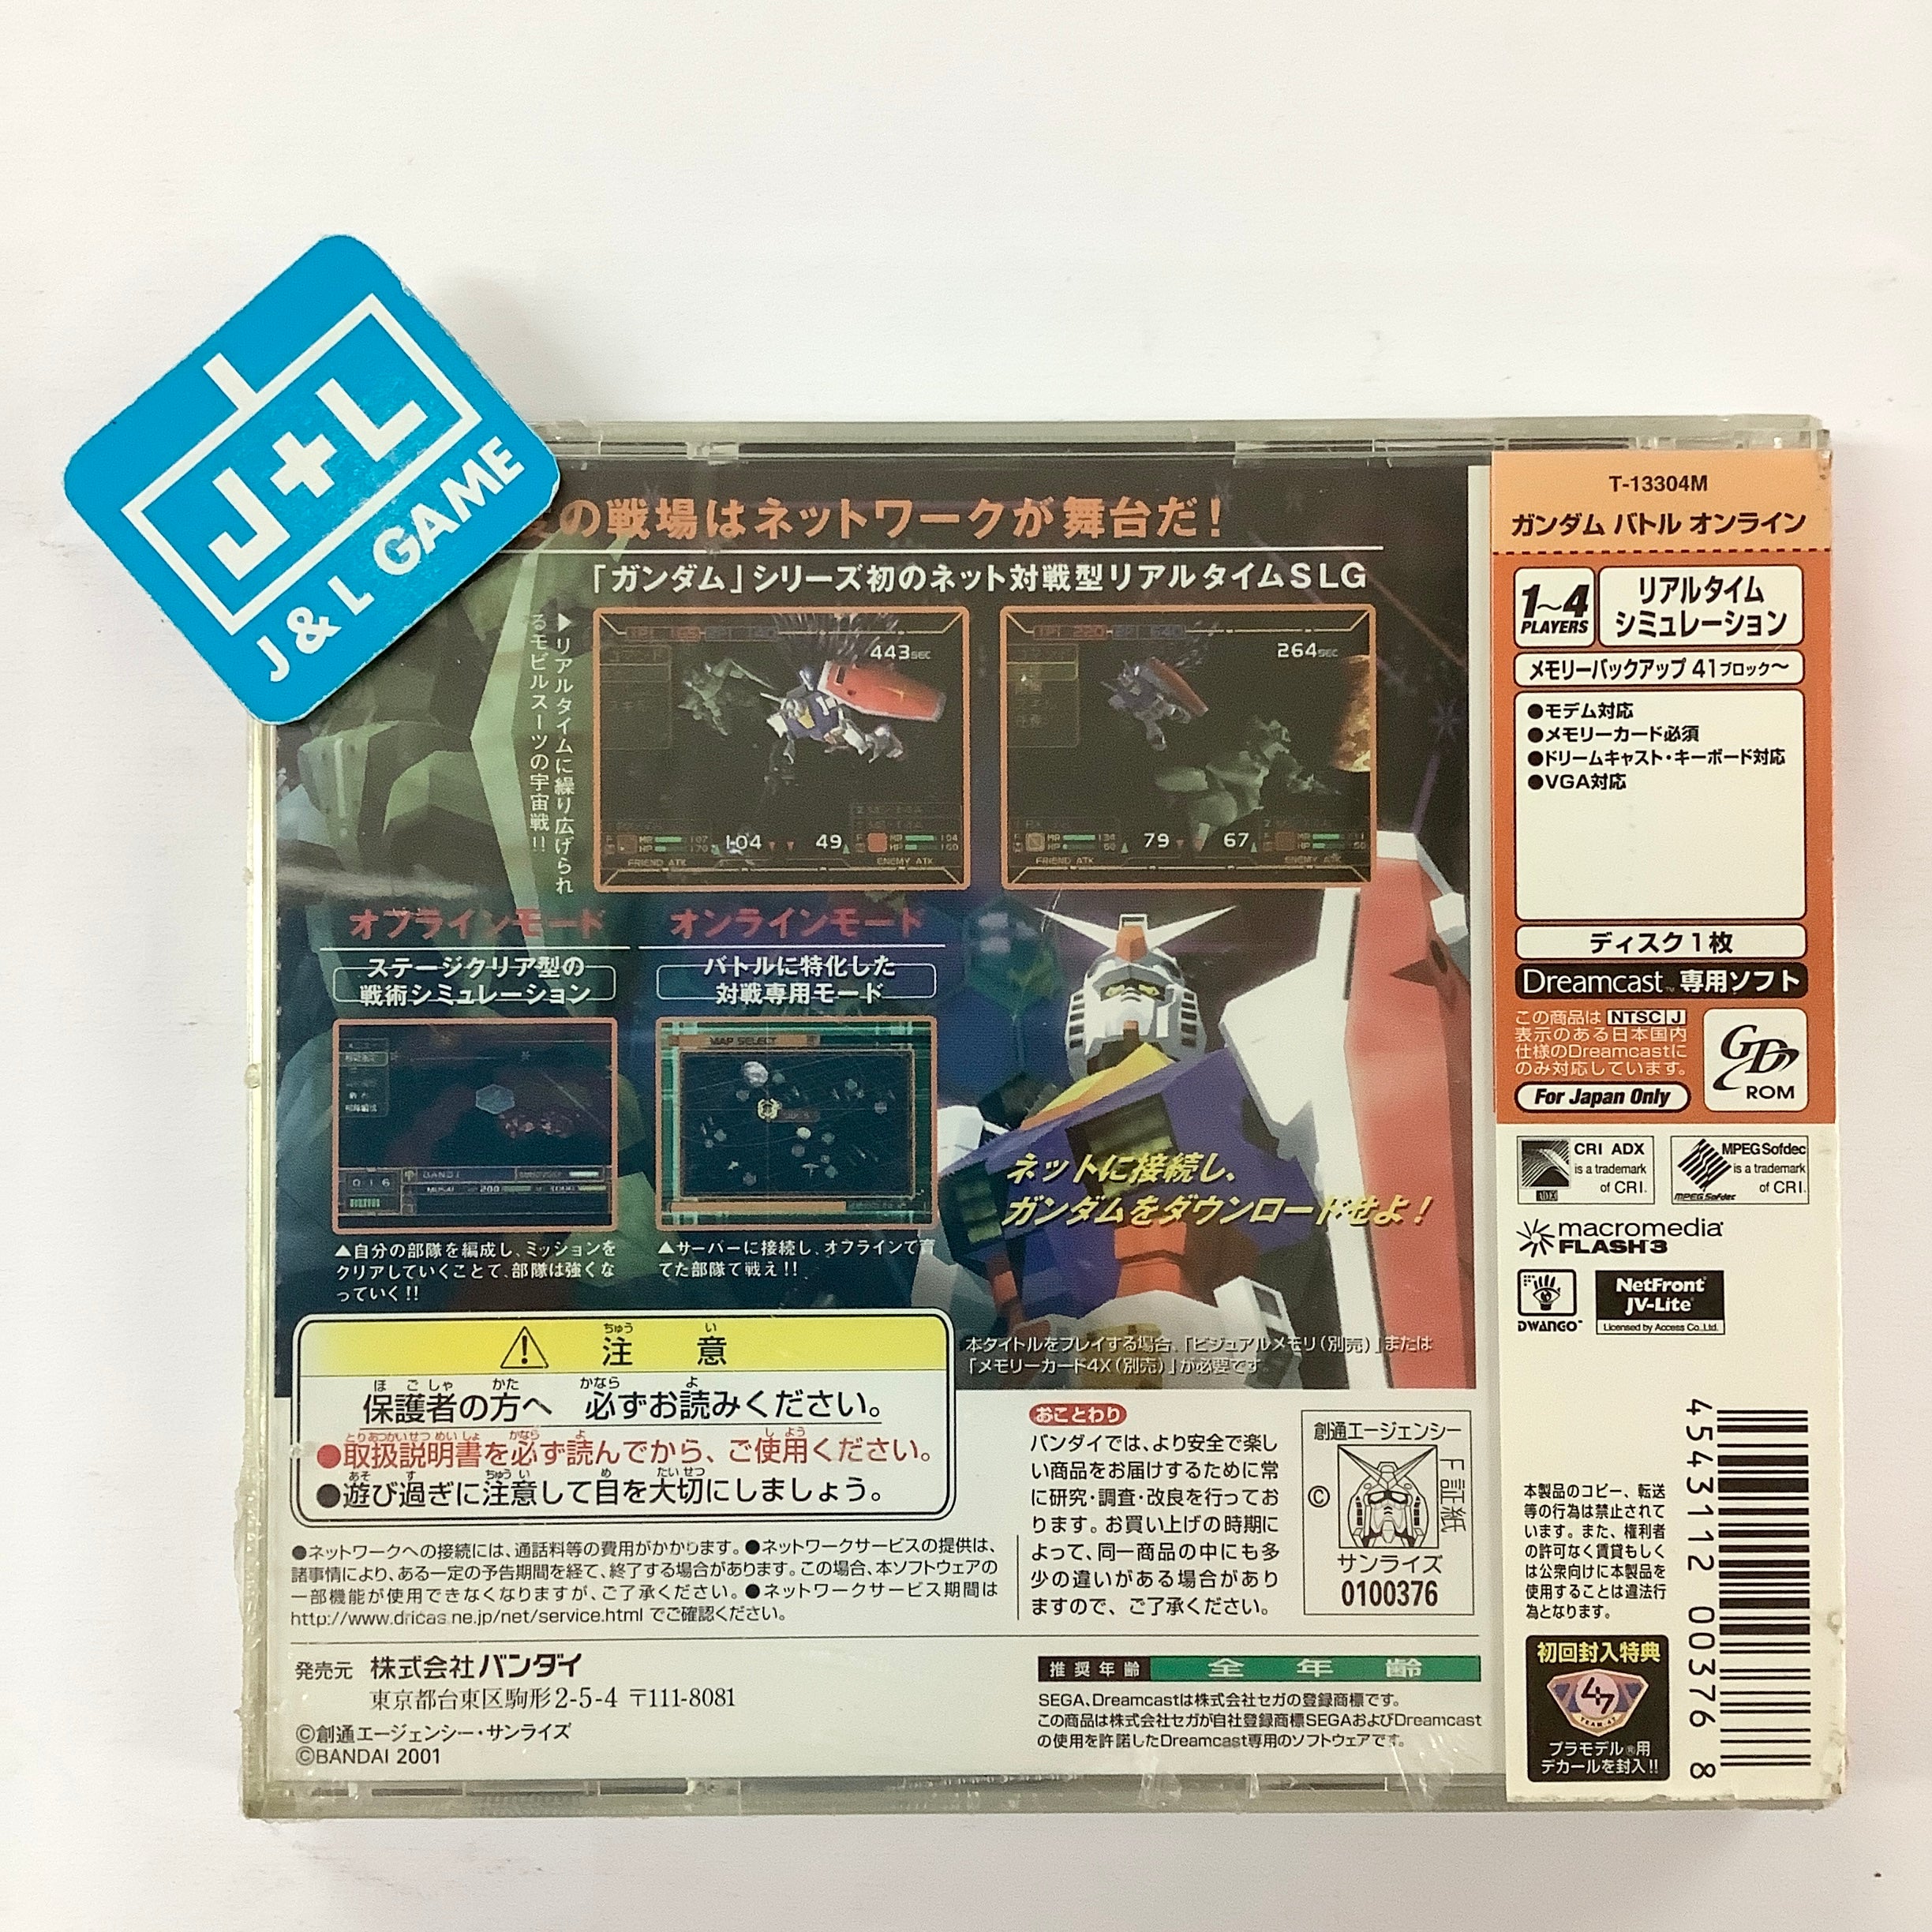 J+L
J&L GAME
の戦場はネットワークが舞台だ!
「ガンダム」シリーズ初のネット対戦型リアルタイムSLG
▶リアルタイムに繰り広げられ
るモビルスーツの宇宙戦!!
443SEC
104
49
FRIEND ATK
ENEMY ATK
264SEC
79
67
FRIEND ATK
ENEMY ATK
オフラインモード
ステージクリア型の
戦術シミュレーション
オンラインモード
バトルに特化した
対戦専用モード
MAP SELECT
▲自分の部隊を編成し、ミッションを
クリアしていくことで、部隊は強くな
っていく!!
▲サーバーに接続し、オフラインで育
てた部隊で戦え!!
ネットに接続し、
ガンダムをダウンロードせよ!
本タイトルをプレイする場合、「ビジュアルメモリ(別売)」または
「メモリーカード4X(別売)」が必要です
注意
保護者の方へ 必ずお読みください。
●取扱説明書を必ず読んでから、ご使用ください。
●遊び過ぎに注意して目を大切にしましょう。
●ネットワークへの接続には、通話料等の費用がかかります。●ネットワークサービスの提供は、
諸事情により、ある一定の予告期間を経て、終了する場合があります。この場合、本ソフトウェアの
一部機能が使用できなくなりますが、ご了承ください。●ネットワークサービス期間は
http://www.dricas.ne.jp/net/service.html でご確認ください。
おことわり
バンダイでは、より安全で楽し
い商品をお届けするために常
に研究・調査・改良を行ってお
ります。お買い上げの時期に
よって、同一商品の中にも多
少の違いがある場合があり
ますので、ご了承ください。
創通エージェンシー
©
F証紙
サンライズ
0100376
発売元 株式会社バンダイ
東京都台東区駒形2-5-4 〒111-8081
©創通エージェンシー・サンライズ
©BANDAI 2001
推奨年齢 全年齢
SEGA、Dreamcastは株式会社セガの登録商標です。
この商品は株式会社セガが自社登録商標SEGAおよびDreamcast
の使用を許諾したDreamcast専用のソフトウェアです。
T-13304M
ガンダム バトル オンライン
1~4
PLAYERS
リアルタイム
シミュレーション
メモリーバックアップ 41ブロック~
●モデム対応
●メモリーカード必須
●ドリームキャスト・キーボード対応
●VGA対応
ディスク1枚
Dreamcast™ 専用ソフト
この商品は NTSC J
表示のある日本国内
仕様のDreamcastに
のみ対応しています。
For Japan Only
GD
ROM
CRI ADX
is a trademark
of CRI.
ADX
MPEG Sofdec
is a trademark
of CRI.
MPEG Sofdec
macromedia
FLASH 3
DWANGO™
NetFront
JV-Lite
Licensed by Access Co.,Ltd.
本製品のコピー、転送
等の行為は禁止されて
います。また、権利者
の許可なく賃貸もしく
は公衆向けに本製品を
使用することは違法行
為となります。
初回封入特典
47
TEAM-47
プラモデル®用
デカールを封入!!
4 543112 003768